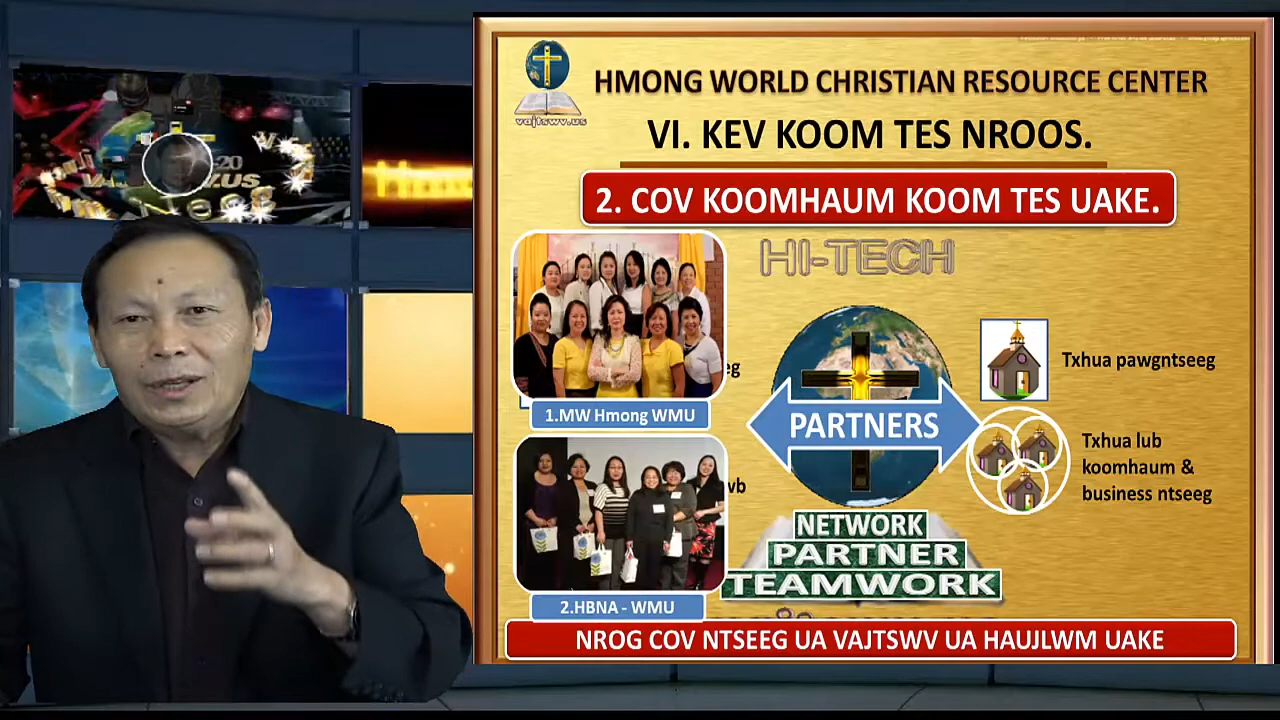 HMONG WORLD CHRISTIAN RESOURCE CENTER
vajtswv.us
VI. KEV KOOM TES NROOS.
2. COV KOOMHAUM KOOM TES UAKE.
HI-TECH
1.MW Hmong WMU
2.HBNA - WMU
PARTNERS
Txhua pawgntseeg
Txhua lub
koomhaum &
business ntseeg
NETWORK
PARTNER
TEAMWORK
NROG COV NTSEEG UA VAJTSWV UA HAUJLWM UAKE